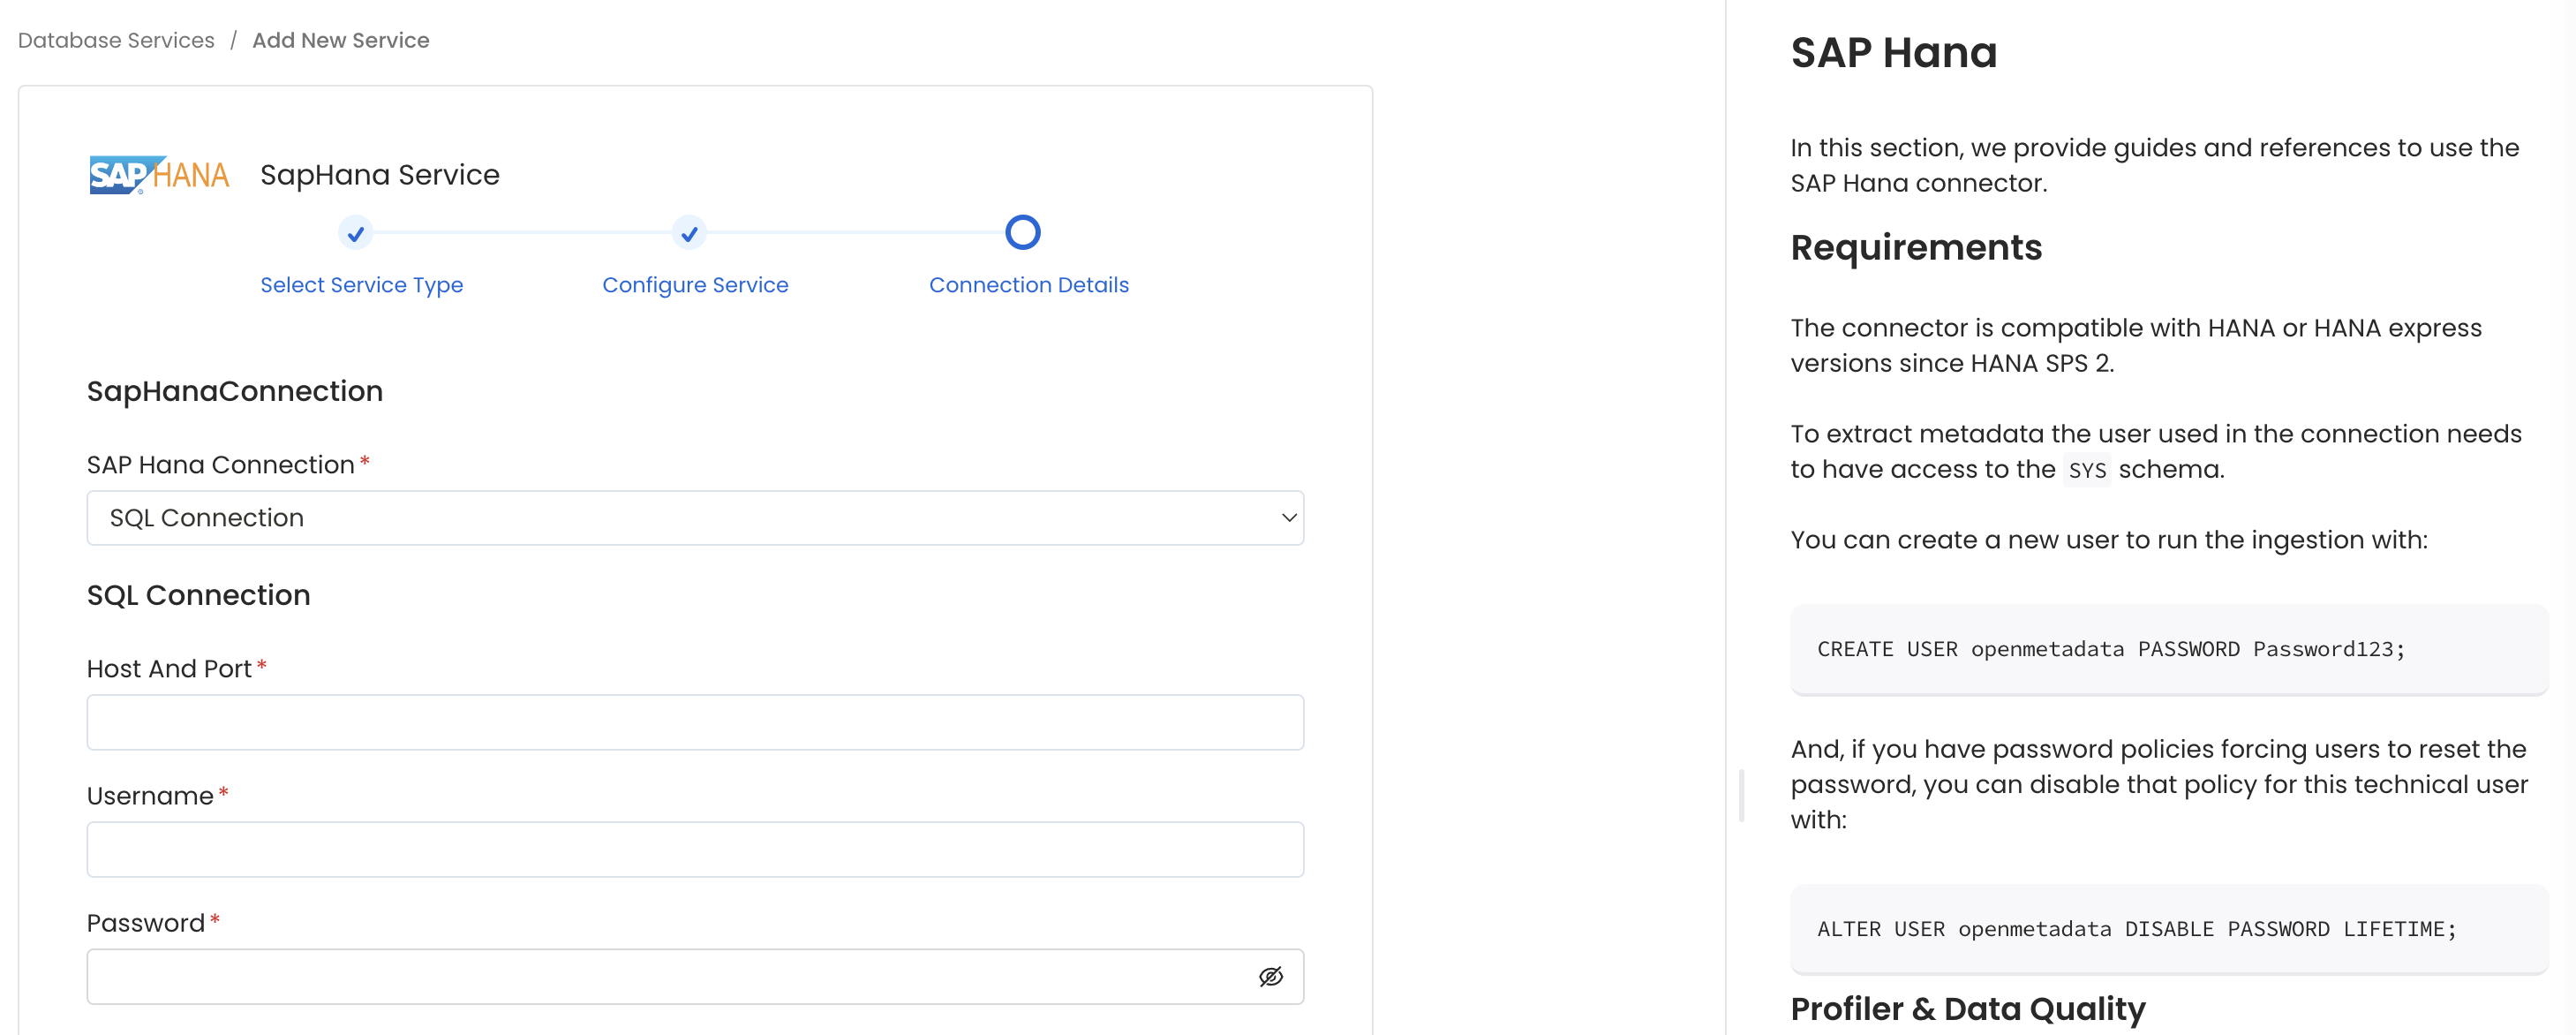 Database Services / Add New Service
SAP HANA
SapHana Service
Select Service Type
Configure Service
Connection Details
SapHanaConnection
SAP Hana Connection*
SQL Connection
SQL Connection
Host And Port*
Username*
Password*
SAP Hana
In this section, we provide guides and references to use the
SAP Hana connector.
Requirements
The connector is compatible with HANA or HANA express
versions since HANA SPS 2.
To extract metadata the user used in the connection needs
to have access to the SYS schema.
You can create a new user to run the ingestion with:
CREATE USER openmetadata PASSWORD Password123;
And, if you have password policies forcing users to reset the
password, you can disable that policy for this technical user
with:
ALTER USER openmetadata DISABLE PASSWORD LIFETIME;
Profiler & Data Quality